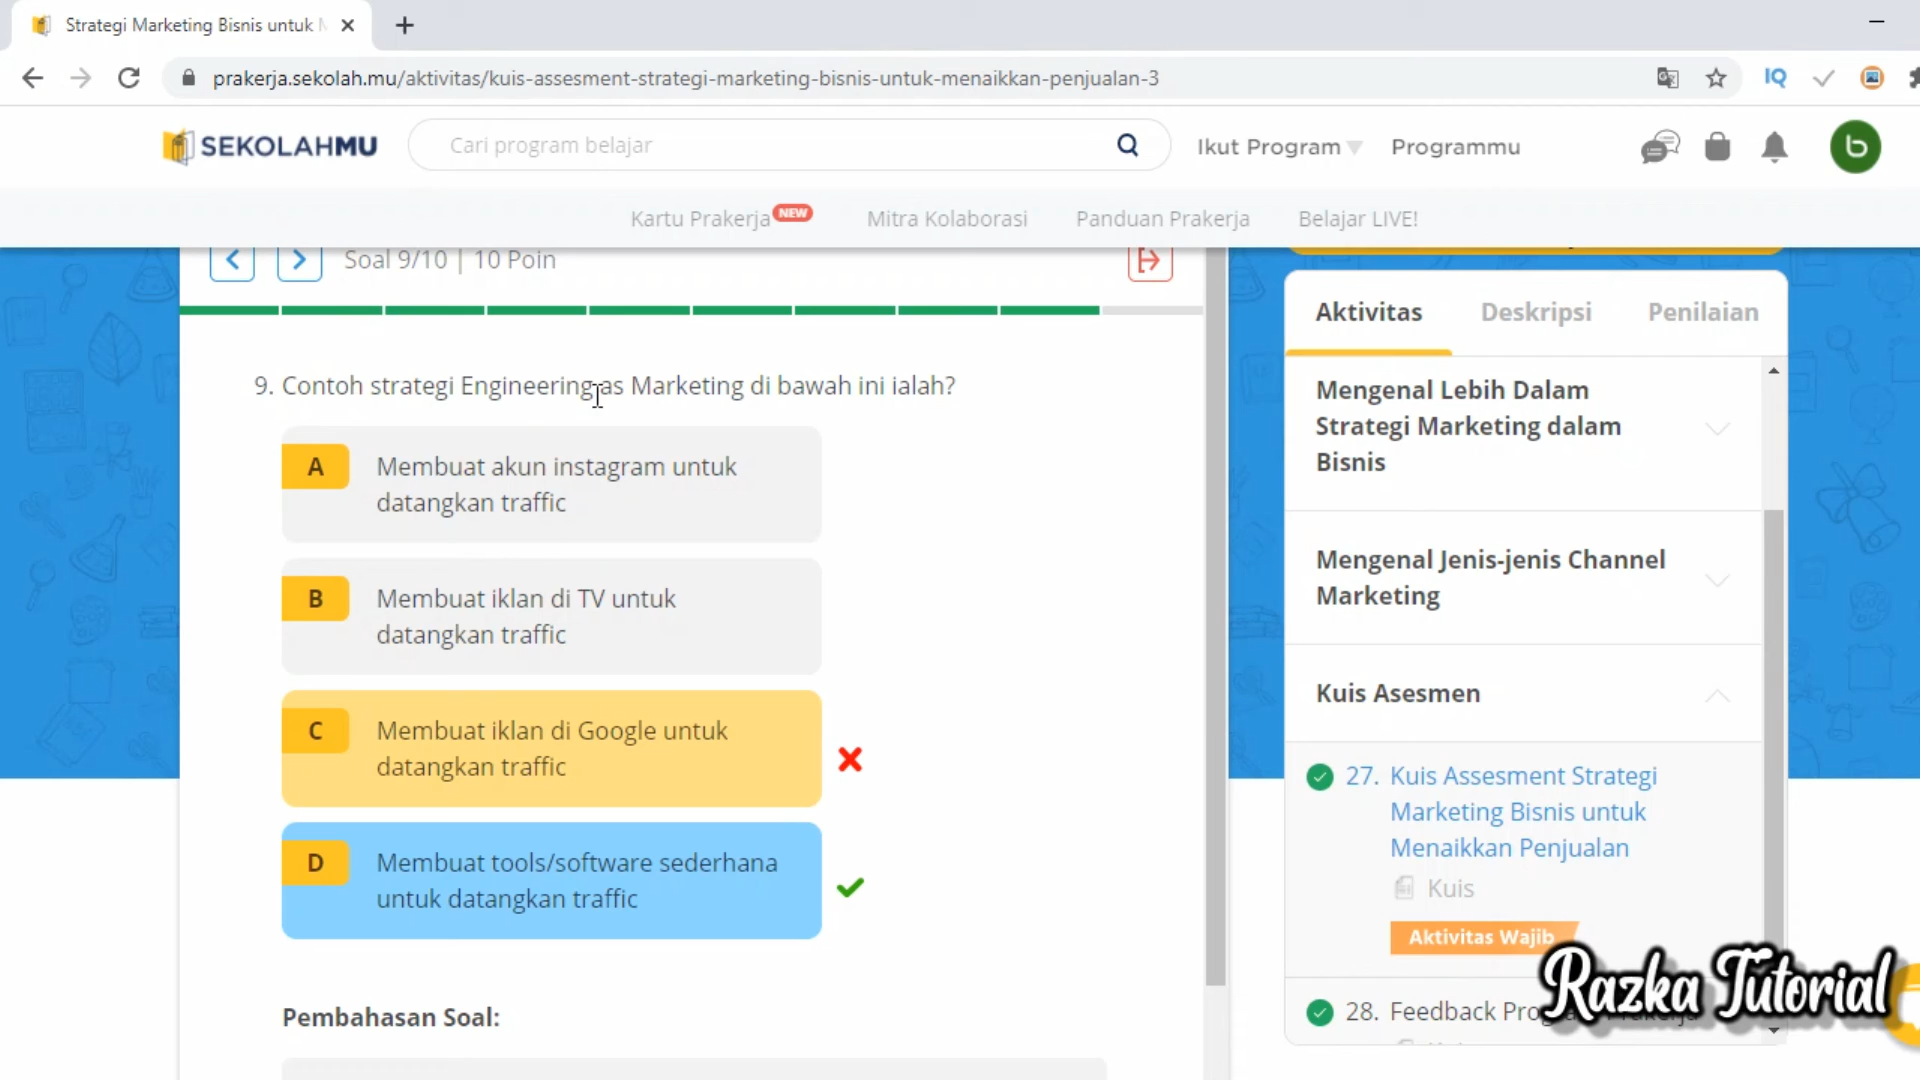 Strategi Marketing Bisnis untuk
prakerja.sekolah.mu/aktivitas/kuis-assesment-strategi-marketing-bisnis-untuk-menaikkan-penjualan-3
IQ
SEKOLAHMU
Cari program belajar
Ikut Program
Programmu
b
Kartu Prakerja NEW
Mitra Kolaborasi
Panduan Prakerja
Belajar LIVE!
Soal 9/10 | 10 Poin
9. Contoh strategi Engineering as Marketing di bawah ini ialah?
A Membuat akun instagram untuk
datangkan traffic
B Membuat iklan di TV untuk
datangkan traffic
C Membuat iklan di Google untuk
datangkan traffic
D Membuat tools/software sederhana
untuk datangkan traffic
Pembahasan Soal:
Aktivitas
Deskripsi
Penilaian
Mengenal Lebih Dalam
Strategi Marketing dalam
Bisnis
Mengenal Jenis-jenis Channel
Marketing
Kuis Asesmen
27. Kuis Assesment Strategi
Marketing Bisnis untuk
Menaikkan Penjualan
Kuis
Aktivitas Wajib
28. Feedback
Razka Tutorial